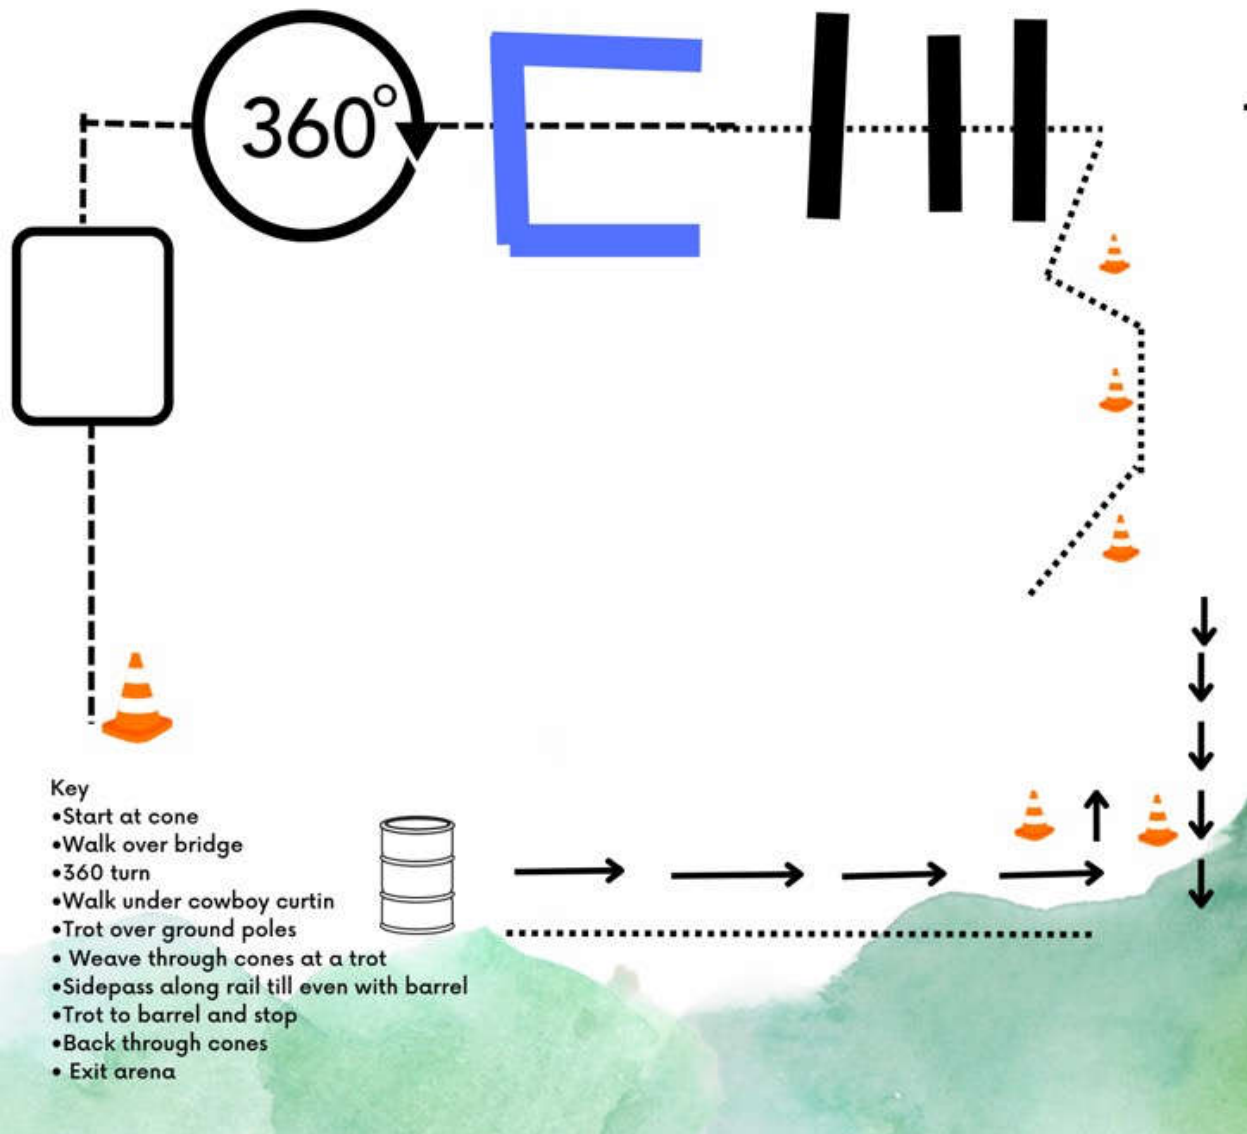 360°
Key
•Start at cone
•Walk over bridge
•360 turn
•Walk under cowboy curtin
•Trot over ground poles
• Weave through cones at a trot
•Sidepass along rail till even with barrel
•Trot to barrel and stop
•Back through cones
• Exit arena